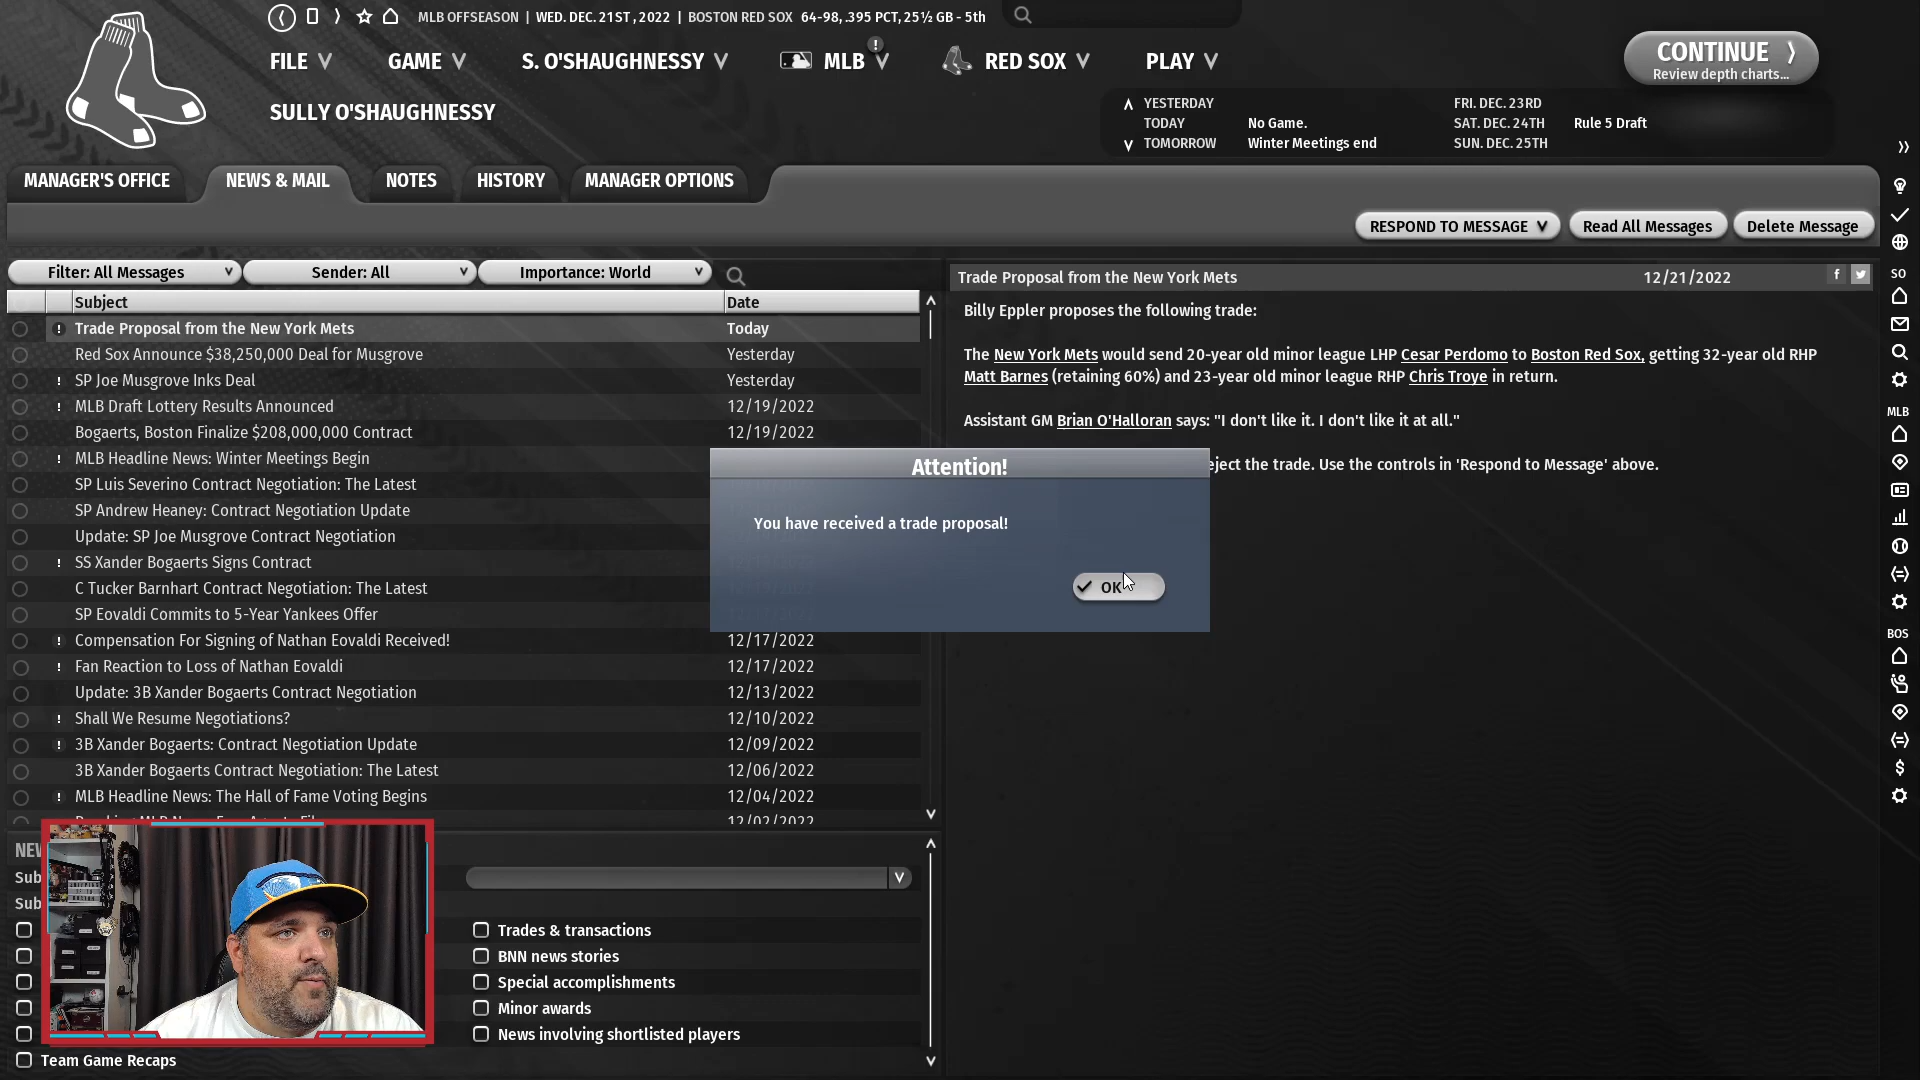 MLB OFFSEASON | WED. DEC. 21ST , 2022 | BOSTON RED SOX 64-98, .395 PCT, 25½ GB - 5th
FILE
GAME
S. O'SHAUGHNESSY
MLB
!
RED SOX
PLAY
CONTINUE
Review depth charts...
SULLY O'SHAUGHNESSY
YESTERDAY
TODAY No Game.
TOMORROW Winter Meetings end
FRI. DEC. 23RD
SAT. DEC. 24TH Rule 5 Draft
SUN. DEC. 25TH
MANAGER'S OFFICE
NEWS & MAIL
NOTES
HISTORY
MANAGER OPTIONS
RESPOND TO MESSAGE
Read All Messages
Delete Message
Filter: All Messages
Sender: All
Importance: World
Subject Date
! Trade Proposal from the New York Mets Today
Red Sox Announce $38,250,000 Deal for Musgrove Yesterday
! SP Joe Musgrove Inks Deal Yesterday
! MLB Draft Lottery Results Announced 12/19/2022
Bogaerts, Boston Finalize $208,000,000 Contract 12/19/2022
! MLB Headline News: Winter Meetings Begin
SP Luis Severino Contract Negotiation: The Latest
SP Andrew Heaney: Contract Negotiation Update
Update: SP Joe Musgrove Contract Negotiation
! SS Xander Bogaerts Signs Contract
C Tucker Barnhart Contract Negotiation: The Latest
SP Eovaldi Commits to 5-Year Yankees Offer
! Compensation For Signing of Nathan Eovaldi Received! 12/17/2022
! Fan Reaction to Loss of Nathan Eovaldi 12/17/2022
Update: 3B Xander Bogaerts Contract Negotiation 12/13/2022
! Shall We Resume Negotiations? 12/10/2022
! 3B Xander Bogaerts: Contract Negotiation Update 12/09/2022
3B Xander Bogaerts Contract Negotiation: The Latest 12/06/2022
! MLB Headline News: The Hall of Fame Voting Begins 12/04/2022
12/02/2022
Trade Proposal from the New York Mets 12/21/2022
Billy Eppler proposes the following trade:
The New York Mets would send 20-year old minor league LHP Cesar Perdomo to Boston Red Sox, getting 32-year old RHP
Matt Barnes (retaining 60%) and 23-year old minor league RHP Chris Troye in return.
Assistant GM Brian O'Halloran says: "I don't like it. I don't like it at all."
eject the trade. Use the controls in 'Respond to Message' above.
Attention!
You have received a trade proposal!
OK
NEW
Sub
Sub
Trades & transactions
BNN news stories
Special accomplishments
Minor awards
News involving shortlisted players
Team Game Recaps
SO
MLB
BOS